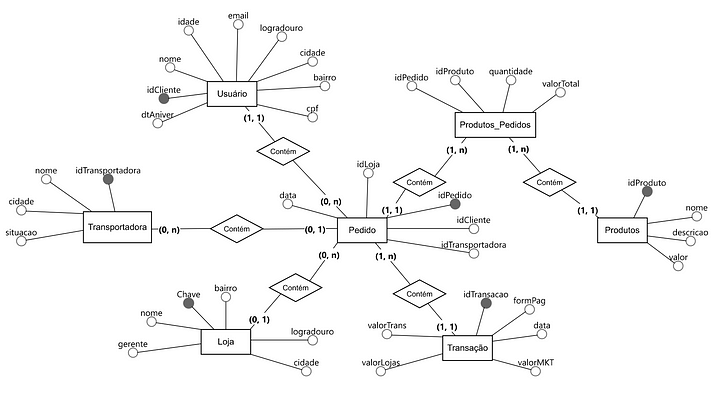 email
idade
logradouro
nome
cidade
idCliente
bairro
Usuário
dtAniver
cpf
(1, 1)
Contém
(0, n)
idPedido
idProduto
quantidade
valorTotal
Produtos_Pedidos
(1, n)
(1, n)
Contém
Contém
(1, 1)
(1, 1)
idProduto
nome
Produtos
descricao
valor
nome
idTransportadora
cidade
Transportadora
situacao
(0, n)
Contém
(0, 1)
idLoja
data
idPedido
Pedido
idCliente
idTransportadora
(0, n)
(1, n)
Contém
Contém
(0, 1)
(1, 1)
bairro
Chave
nome
Loja
gerente
logradouro
cidade
idTransacao
formPag
valorTrans
data
Transação
valorLojas
valorMKT